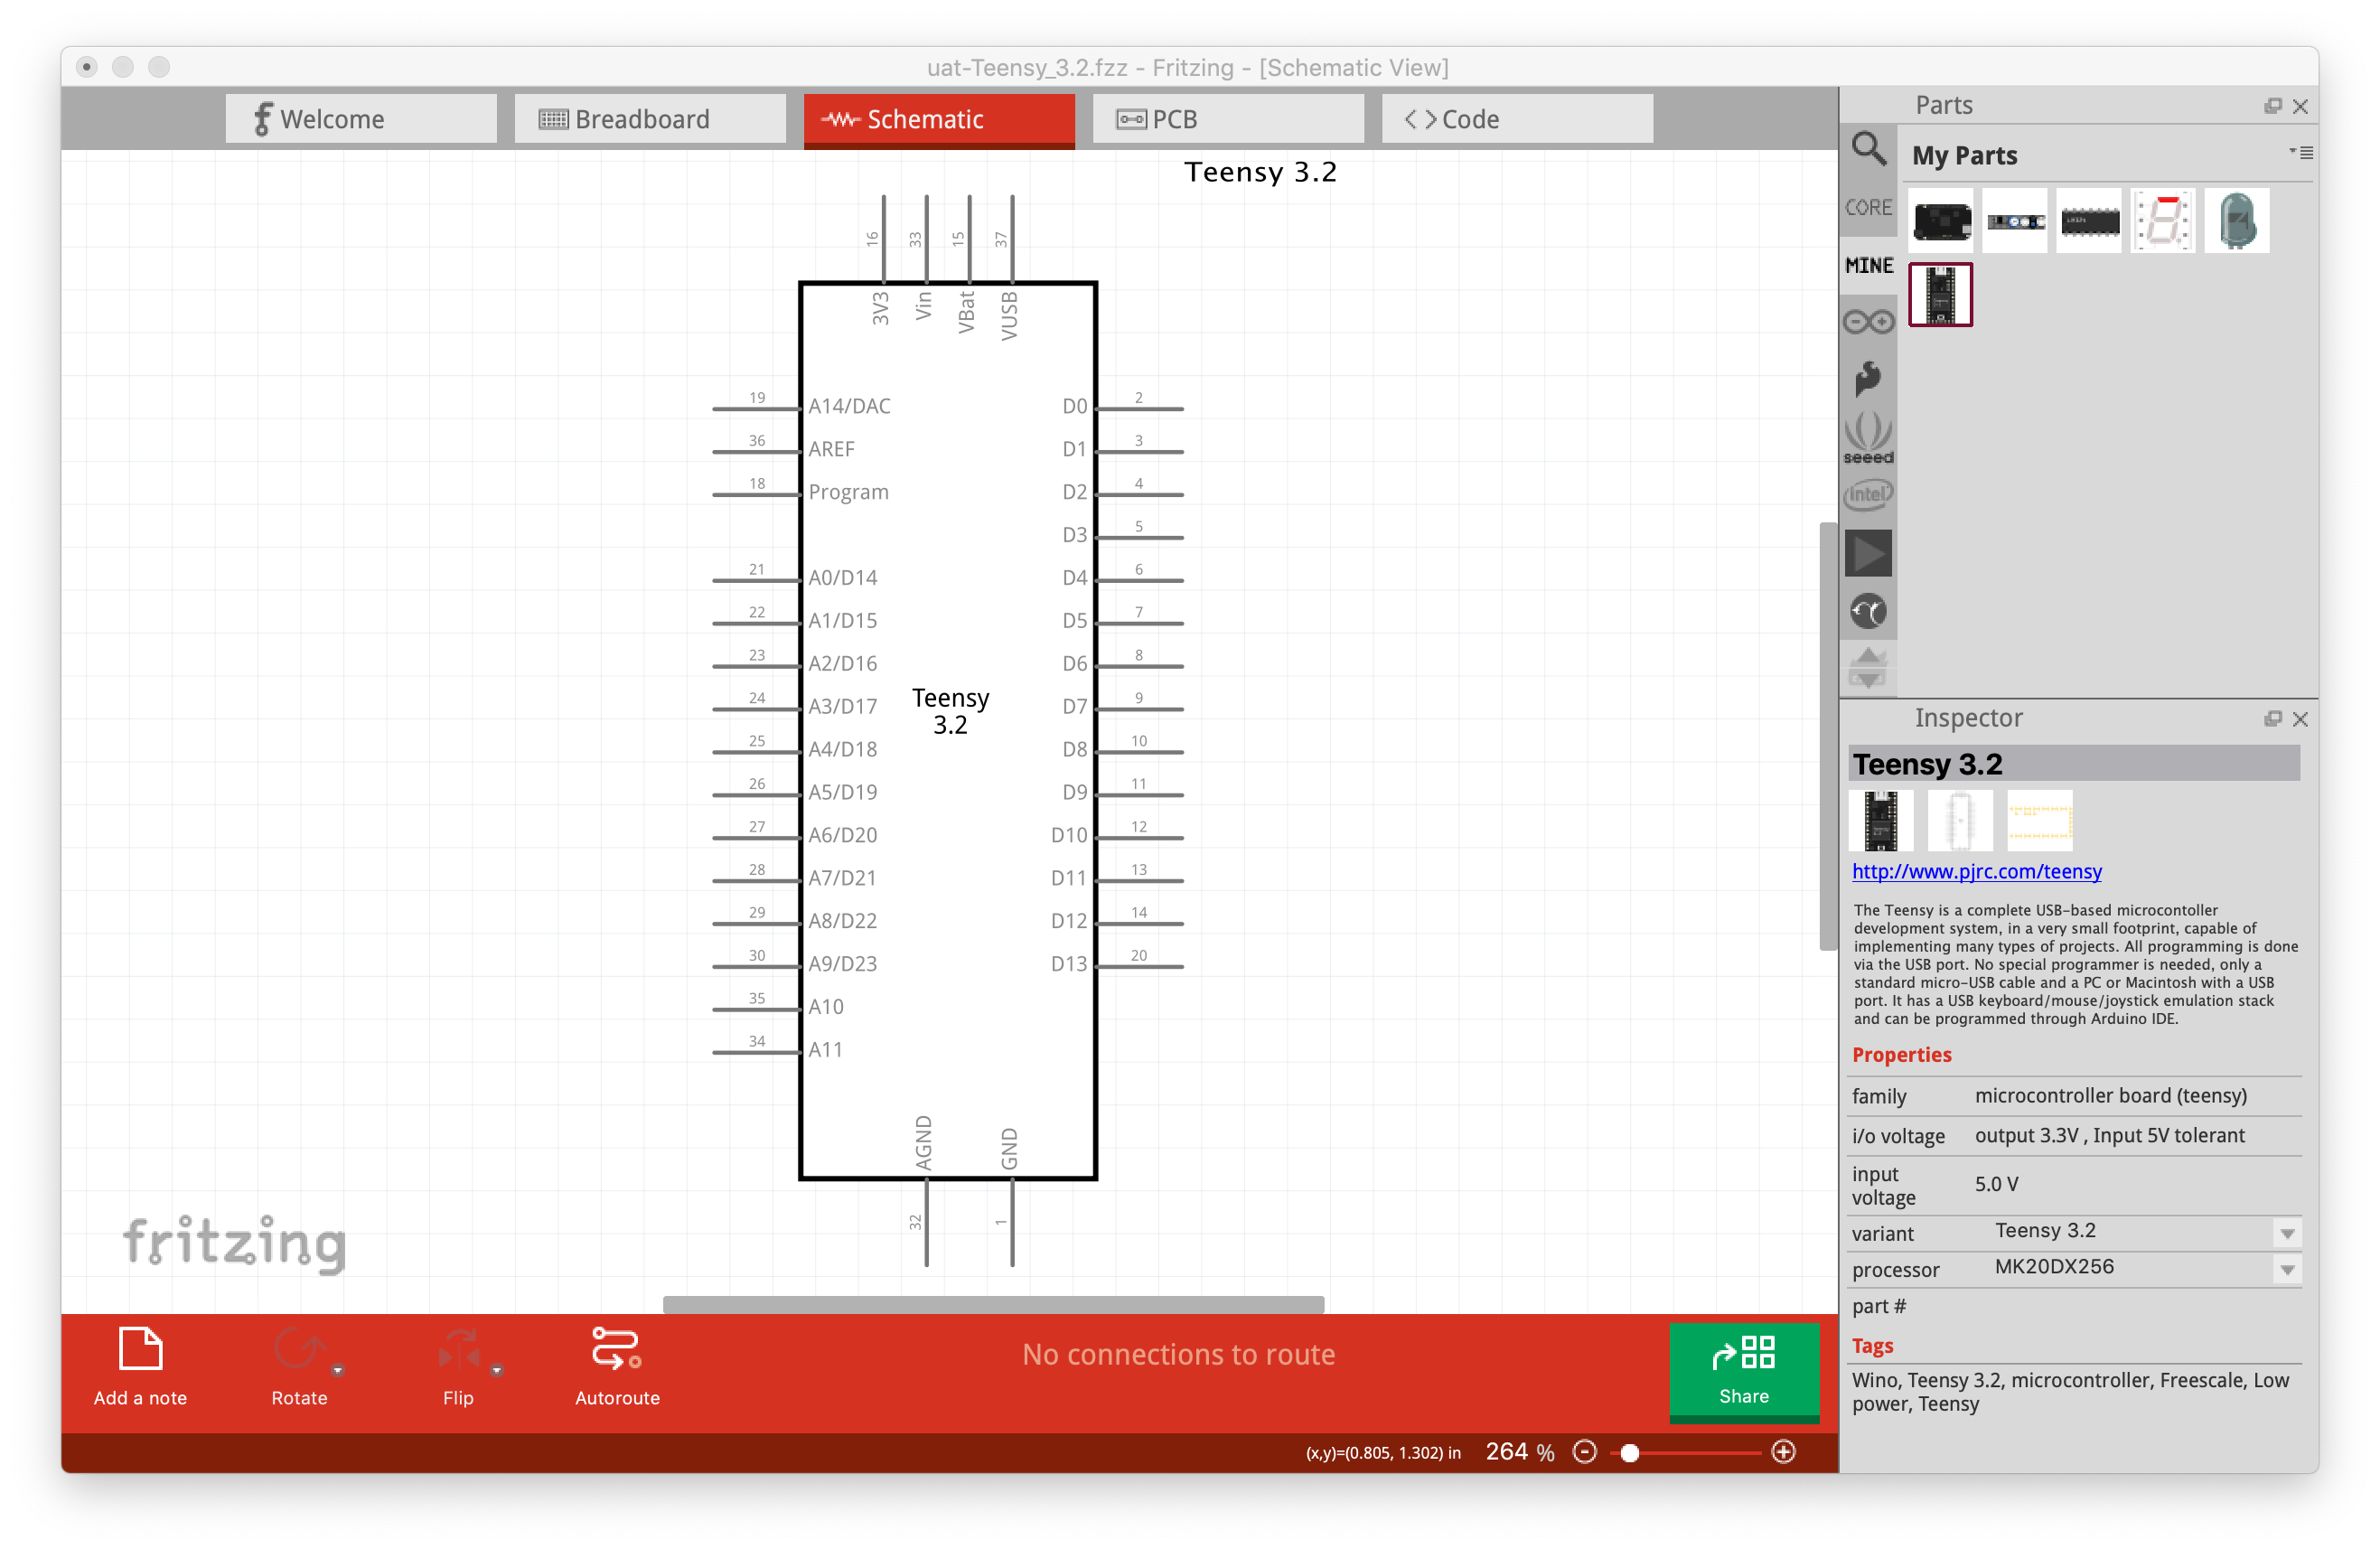 uat-Teensy_3.2.fzz - Fritzing - [Schematic View]
Welcome
Breadboard
Schematic
PCB
<> Code
Teensy 3.2
16
33
15
37
3V3
Vin
VBat
VUSB
19
A14/DAC
36
AREF
18
Program
21
A0/D14
22
A1/D15
23
A2/D16
24
A3/D17
25
A4/D18
26
A5/D19
27
A6/D20
28
A7/D21
29
A8/D22
30
A9/D23
35
A10
34
A11
Teensy
3.2
D0
2
D1
3
D2
4
D3
5
D4
6
D5
7
D6
8
D7
9
D8
10
D9
11
D10
12
D11
13
D12
14
D13
20
AGND
GND
32
1
fritzing
Add a note
Rotate
Flip
Autoroute
No connections to route
Share
(x,y)=(0.805, 1.302) in
264 %
Parts
My Parts
CORE
MINE
seeed
intel
Inspector
Teensy 3.2
http://www.pjrc.com/teensy
The Teensy is a complete USB-based microcontoller
development system, in a very small footprint, capable of
implementing many types of projects. All programming is done
via the USB port. No special programmer is needed, only a
standard micro-USB cable and a PC or Macintosh with a USB
port. It has a USB keyboard/mouse/joystick emulation stack
and can be programmed through Arduino IDE.
Properties
family microcontroller board (teensy)
i/o voltage output 3.3V , Input 5V tolerant
input
voltage
5.0 V
variant Teensy 3.2
processor MK20DX256
part #
Tags
Wino, Teensy 3.2, microcontroller, Freescale, Low
power, Teensy